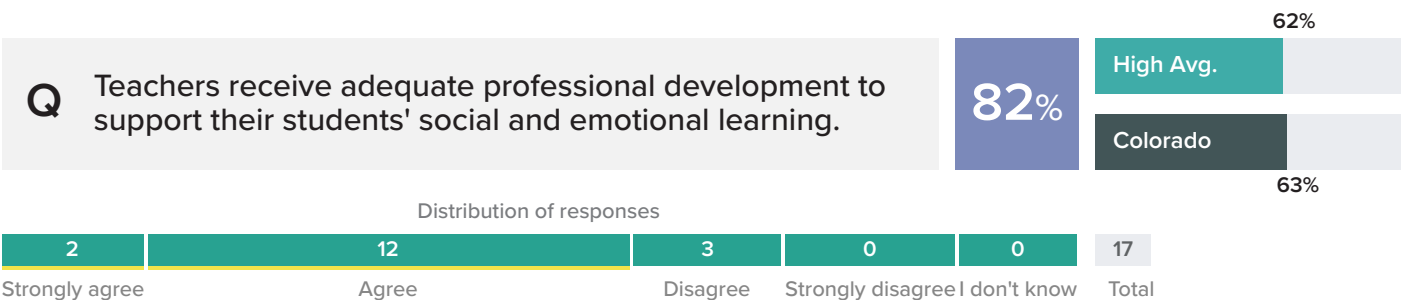 62%
Q
Teachers receive adequate professional development to
support their students' social and emotional learning.
82%
High Avg.
Colorado
63%
Distribution of responses
2 12 3 0 0 17
Strongly agree Agree Disagree Strongly disagree I don't know Total